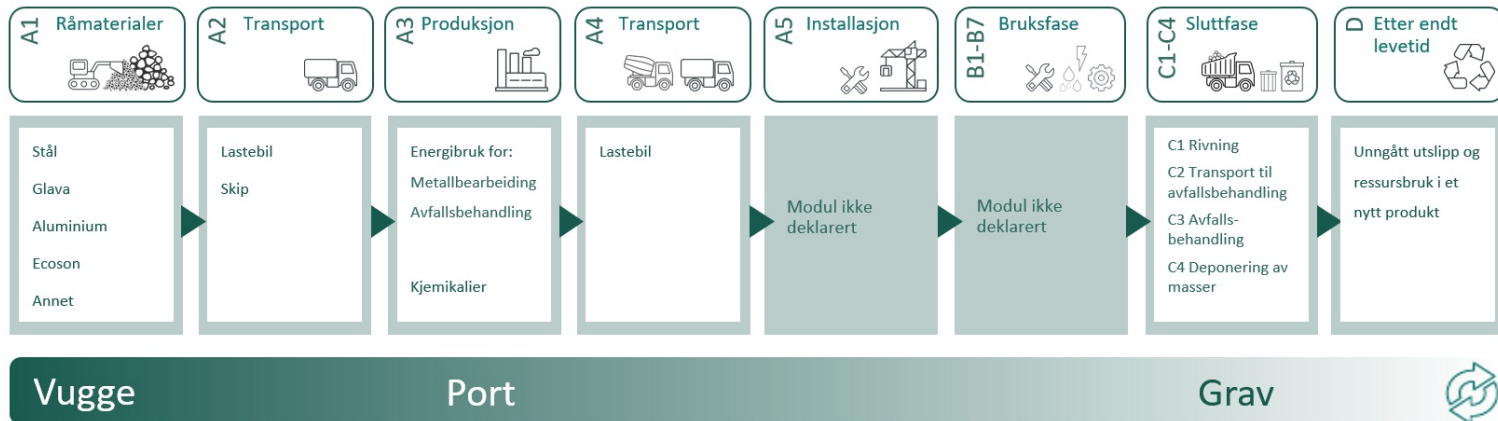 A1 Råmaterialer
A2 Transport
A3 Produksjon
A4 Transport
A5 Installasjon
B1-B7 Bruksfase
C1-C4 Sluttfase
D Etter endt
levetid
Stål
Glava
Aluminium
Ecoson
Annet
Lastebil
Skip
Energibruk for:
Metallbearbeiding
Avfallsbehandling
Kjemikalier
Lastebil
Modul ikke
deklarert
Modul ikke
deklarert
C1 Rivning
C2 Transport til
avfallsbehandling
C3 Avfalls-
behandling
C4 Deponering av
masser
Unngått utslipp og
ressursbruk i et
nytt produkt
Vugge
Port
Grav